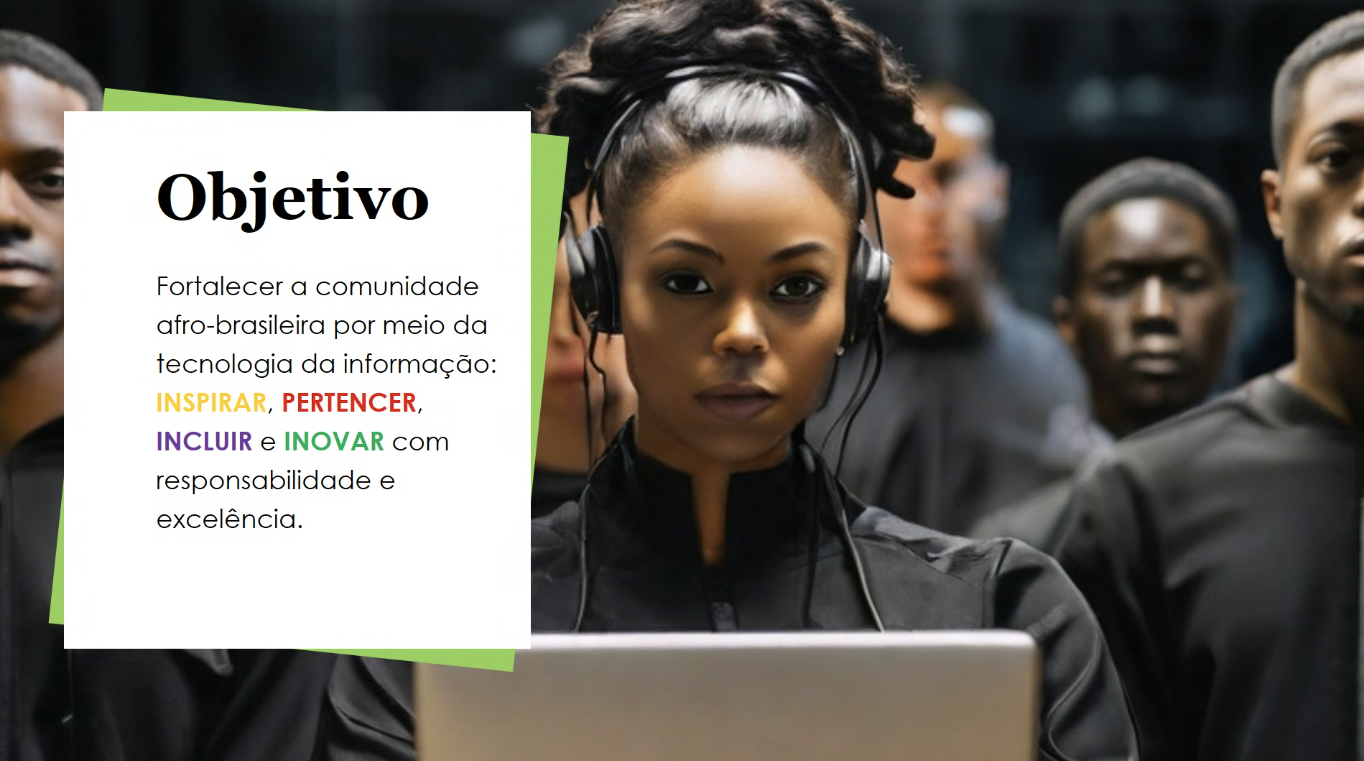 Objetivo
Fortalecer a comunidade
afro-brasileira por meio da
tecnologia da informação:
INSPIRAR, PERTENCER,
INCLUIR e INOVAR com
responsabilidade e
excelência.